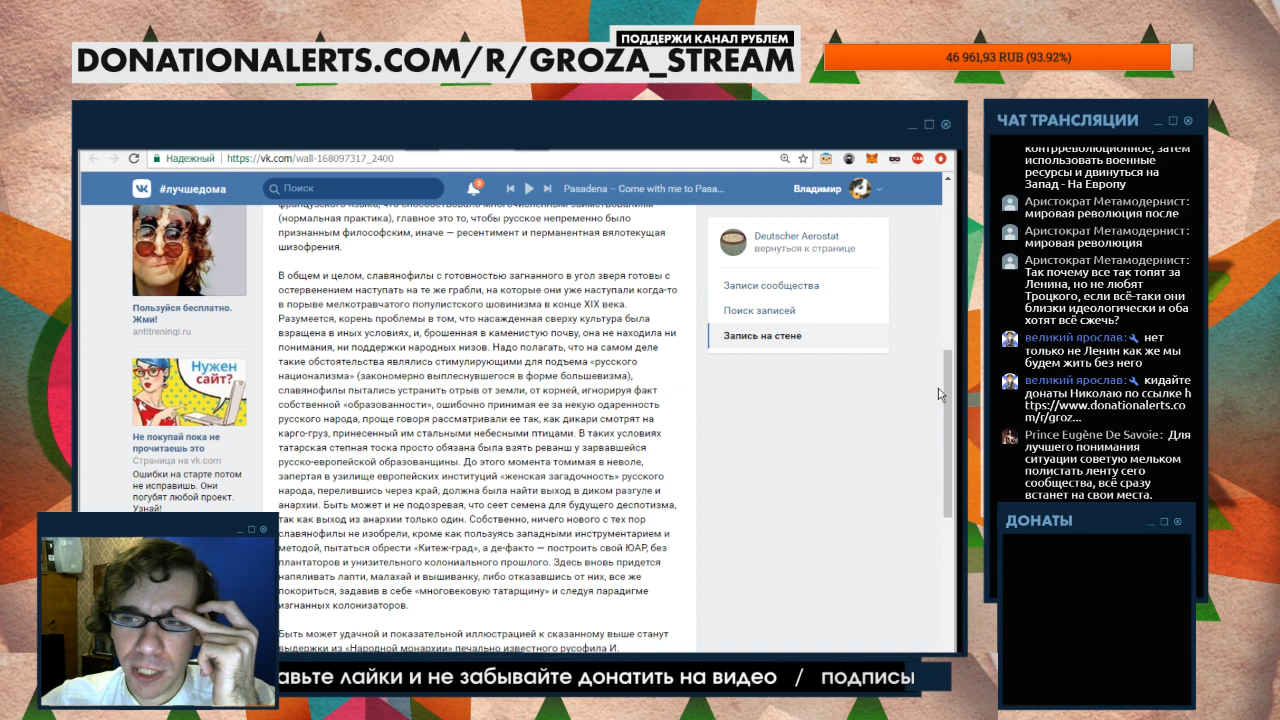 ПОДДЕРЖИ КАНАЛ РУБЛЕМ
DONATIONALERTS.COM/R/GROZA_STREAM
46 961,93 RUB (93.92%)
Надежный
https://vk.com/wall-168097317_2400
#лучшедома
Поиск
Pasadena – Come with me to Pasa...
Владимир
(нормальная практика), главное это то, чтобы русское непременно было
признанным философским, иначе — ресентимент и перманентная вялотекущая
шизофрения.
В общем и целом, славянофилы с готовностью загнанного в угол зверя готовы с
остервенением наступать на те же грабли, на которые они уже наступали когда-то
в порыве мелкотравчатого популистского шовинизма в конце XIX века.
Разумеется, корень проблемы в том, что насажденная сверху культура была
взращена в иных условиях, и, брошенная в каменистую почву, она не находила ни
понимания, ни поддержки народных низов. Надо полагать, что на самом деле
такие обстоятельства являлись стимулирующими для подъема «русского
национализма» (закономерно выплеснувшегося в форме большевизма),
славянофилы пытались устранить отрыв от земли, от корней, игнорируя факт
собственной «образованности», ошибочно принимая ее за некую одаренность
русского народа, проще говоря рассматривали ее так, как дикари смотрят на
карго-груз, принесенный им стальными небесными птицами. В таких условиях
татарская степная тоска просто обязана была взять реванш у зарвавшейся
русско-европейской образованщины. До этого момента томимая в неволе,
запертая в узилище европейских институций «женская загадочность» русского
народа, перелившись через край, должна была найти выход в диком разгуле и
анархии. Быть может и не подозревая, что сеет семена для будущего деспотизма,
так как выход из анархии только один. Собственно, ничего нового с тех пор
славянофилы не изобрели, кроме как пользуясь западными инструментарием и
методой, пытаться обрести «Китеж-град», а де-факто — построить свой ЮАР, без
плантаторов и унизительного колониального прошлого. Здесь вновь придется
напяливать лапти, малахай и вышиванку, либо отказавшись от них, все же
покориться, задавив в себе «многовековую татарщину» и следуя парадигме
изгнанных колонизаторов.
Быть может удачной и показательной иллюстрацией к сказанному выше станут
выдержки из «Народной монархии» печально известного русофила И.
Пользуйся бесплатно.
Жми!
antitreningi.ru
Нужен
сайт?
Не покупай пока не
прочитаешь это
Страница на vk.com
Ошибки на старте потом
не исправишь. Они
погубят любой проект.
Узнай!
Deutscher Aerostat
вернуться к странице
Записи сообщества
Поиск записей
Запись на стене
ЧАТ ТРАНСЛЯЦИИ
контрреволюционное, затем
использовать военные
ресурсы и двинуться на
Запад - На Европу
Аристократ Метамодернист:
мировая революция после
Аристократ Метамодернист:
мировая революция
Аристократ Метамодернист:
Так почему все так топят за
Ленина, но не любят
Троцкого, если всё-таки они
близки идеологически и оба
хотят всё сжечь?
великий ярослав: нет
только не Ленин как же мы
будем жить без него
великий ярослав: кидайте
донаты Николаю по ссылке h
ttps://www.donationalerts.co
m/r/groz...
Prince Eugène De Savoie: Для
лучшего понимания
ситуации советую мельком
полистать ленту сего
сообщества, всё сразу
встанет на свои места.
ДОНАТЫ
авьте лайки и не забывайте донатить на видео / подписы